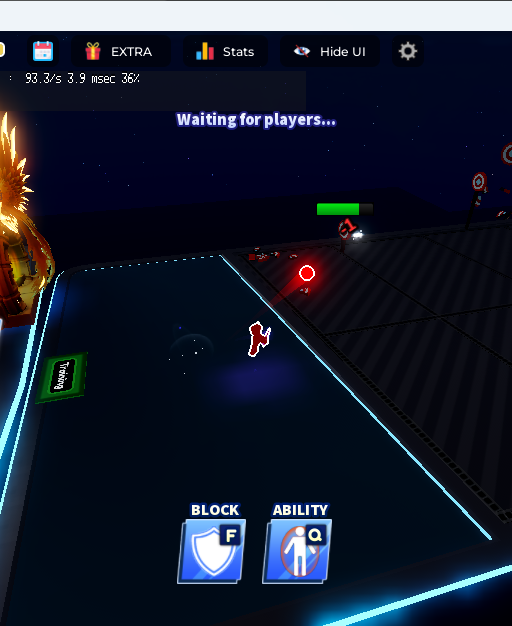 EXTRA
Stats
Hide UI
: 93.3/s 3.9 msec 36%
Waiting for players...
Training
BLOCK
ABILITY
F
Q